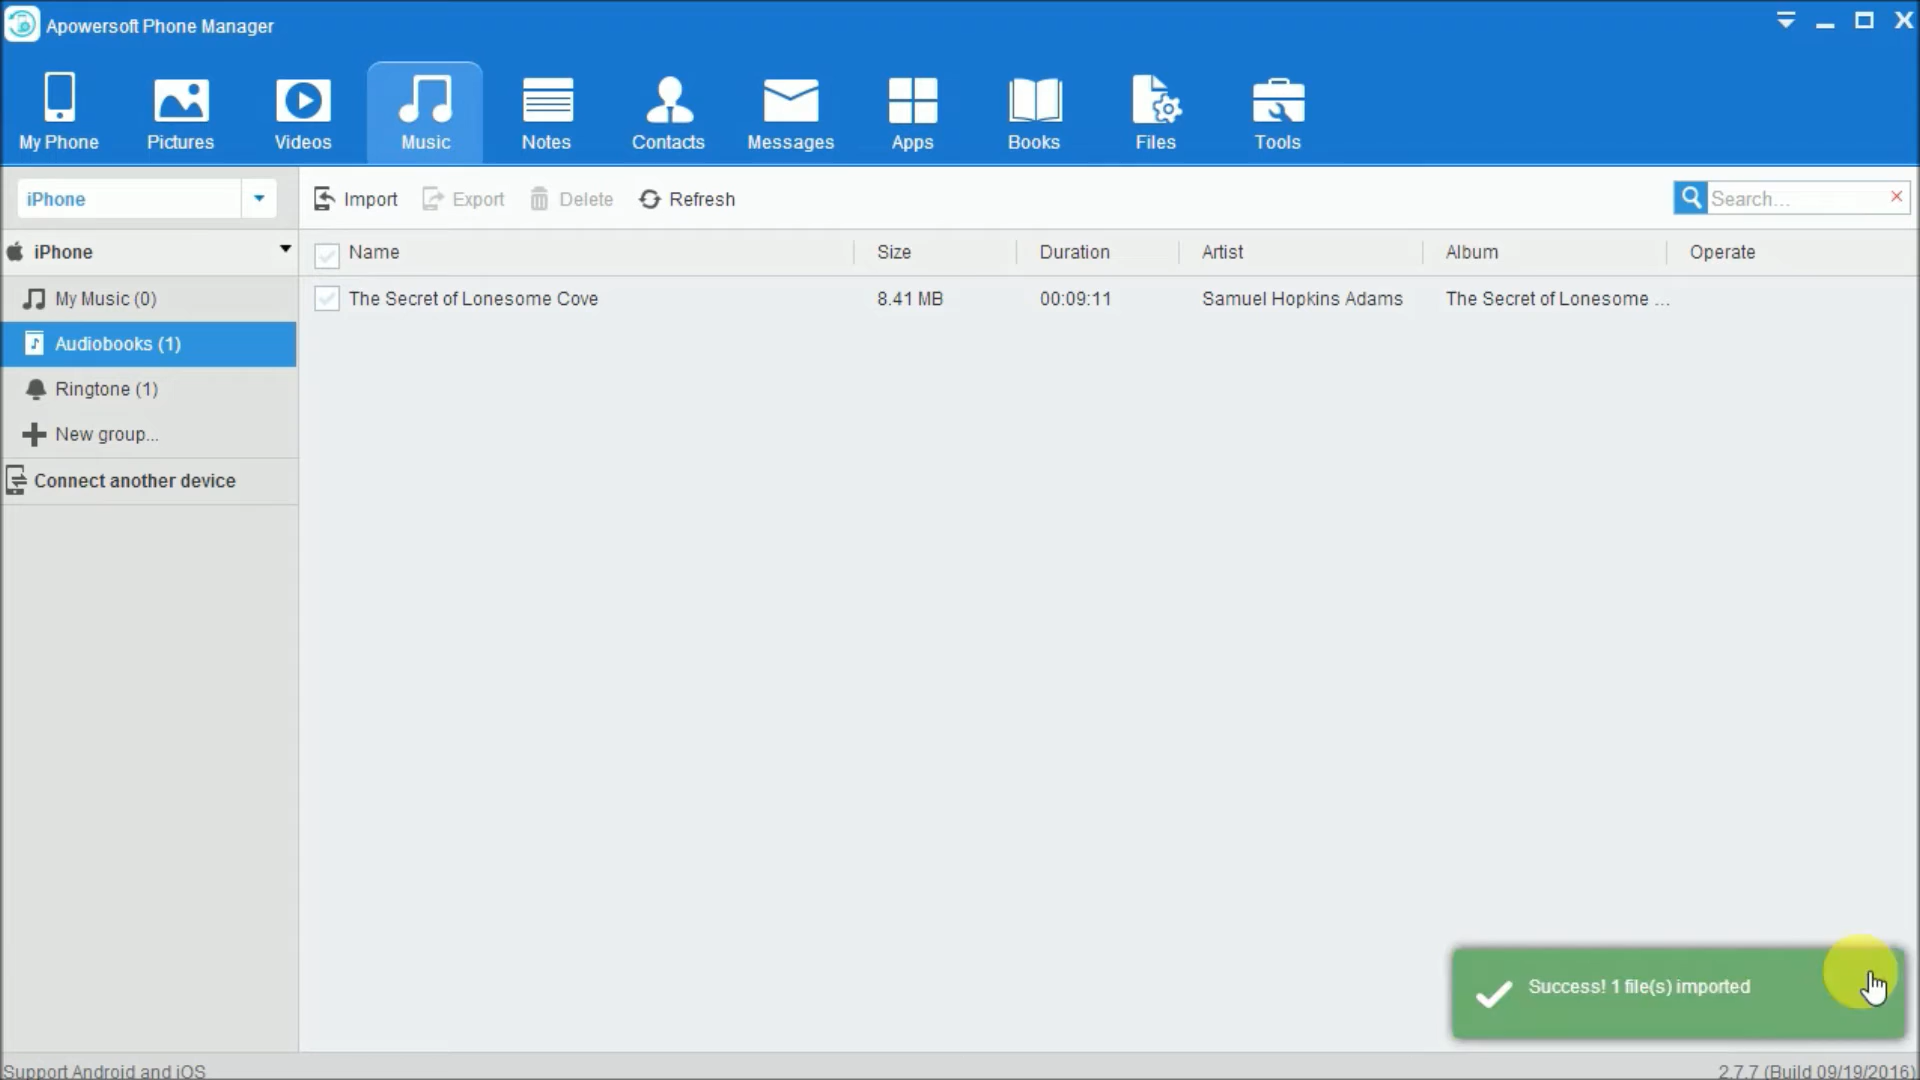 Apowersoft Phone Manager
My Phone
Pictures
Videos
Music
Notes
Contacts
Messages
Apps
Books
Files
Tools
iPhone
Import
Export
Delete
Refresh
Search...
iPhone
Name
Size
Duration
Artist
Album
Operate
My Music (0)
The Secret of Lonesome Cove
8.41 MB
00:09:11
Samuel Hopkins Adams
The Secret of Lonesome ...
Audiobooks (1)
Ringtone (1)
New group...
Connect another device
Success! 1 file(s) imported
Support Android and iOS
2.7.7 (Build 09/19/2016)